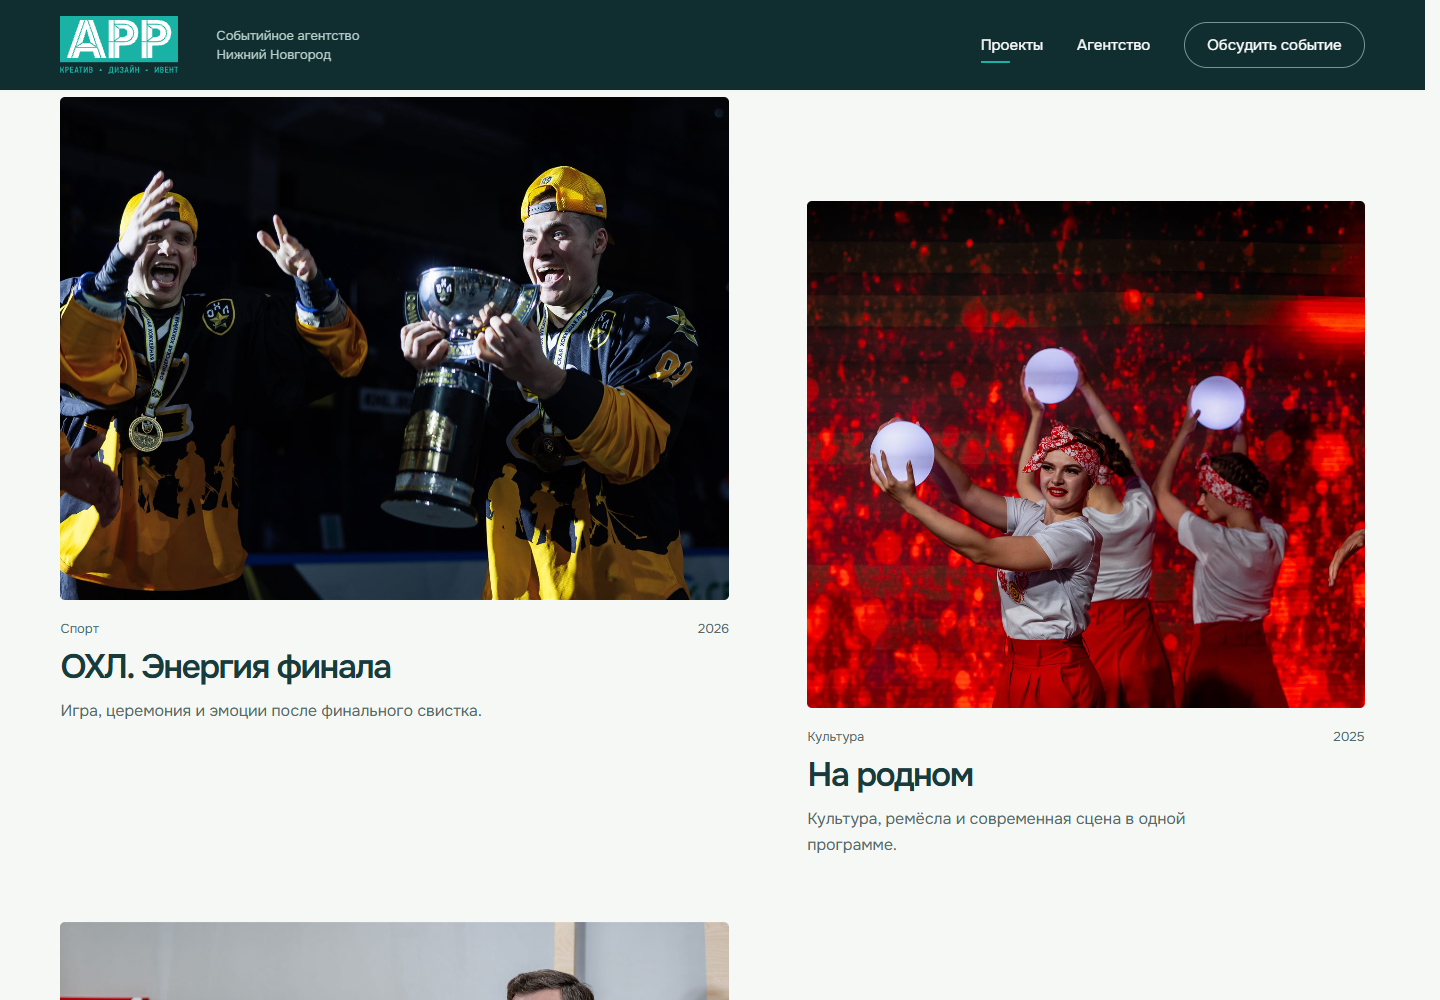 APP
КРЕАТИВ • ДИЗАЙН • ИВЕНТ
Событийное агентство
Нижний Новгород
Проекты
Агентство
Обсудить событие
ОХЛ
Спорт
2026
ОХЛ. Энергия финала
Игра, церемония и эмоции после финального свистка.
Культура
2025
На родном
Культура, ремёсла и современная сцена в одной
программе.